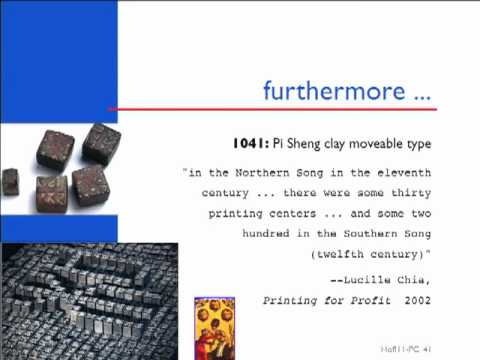 furthermore ...
1041: Pi Sheng clay moveable type
"in the Northern Song in the eleventh
century ... there were some thirty
printing centers ... and some two
hundred in the Southern Song
(twelfth century)"
--Lucille Chia,
Printing for Profit 2002
HofI11-PC 41